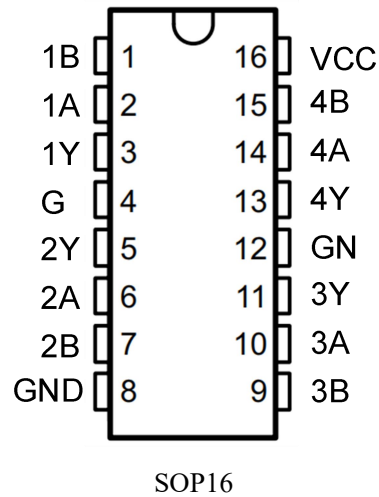 1B 1 16 VCC
1A 2 15 4B
1Y 3 14 4A
G 4 13 4Y
2Y 5 12 GN
2A 6 11 3Y
2B 7 10 3A
GND 8 9 3B
SOP16